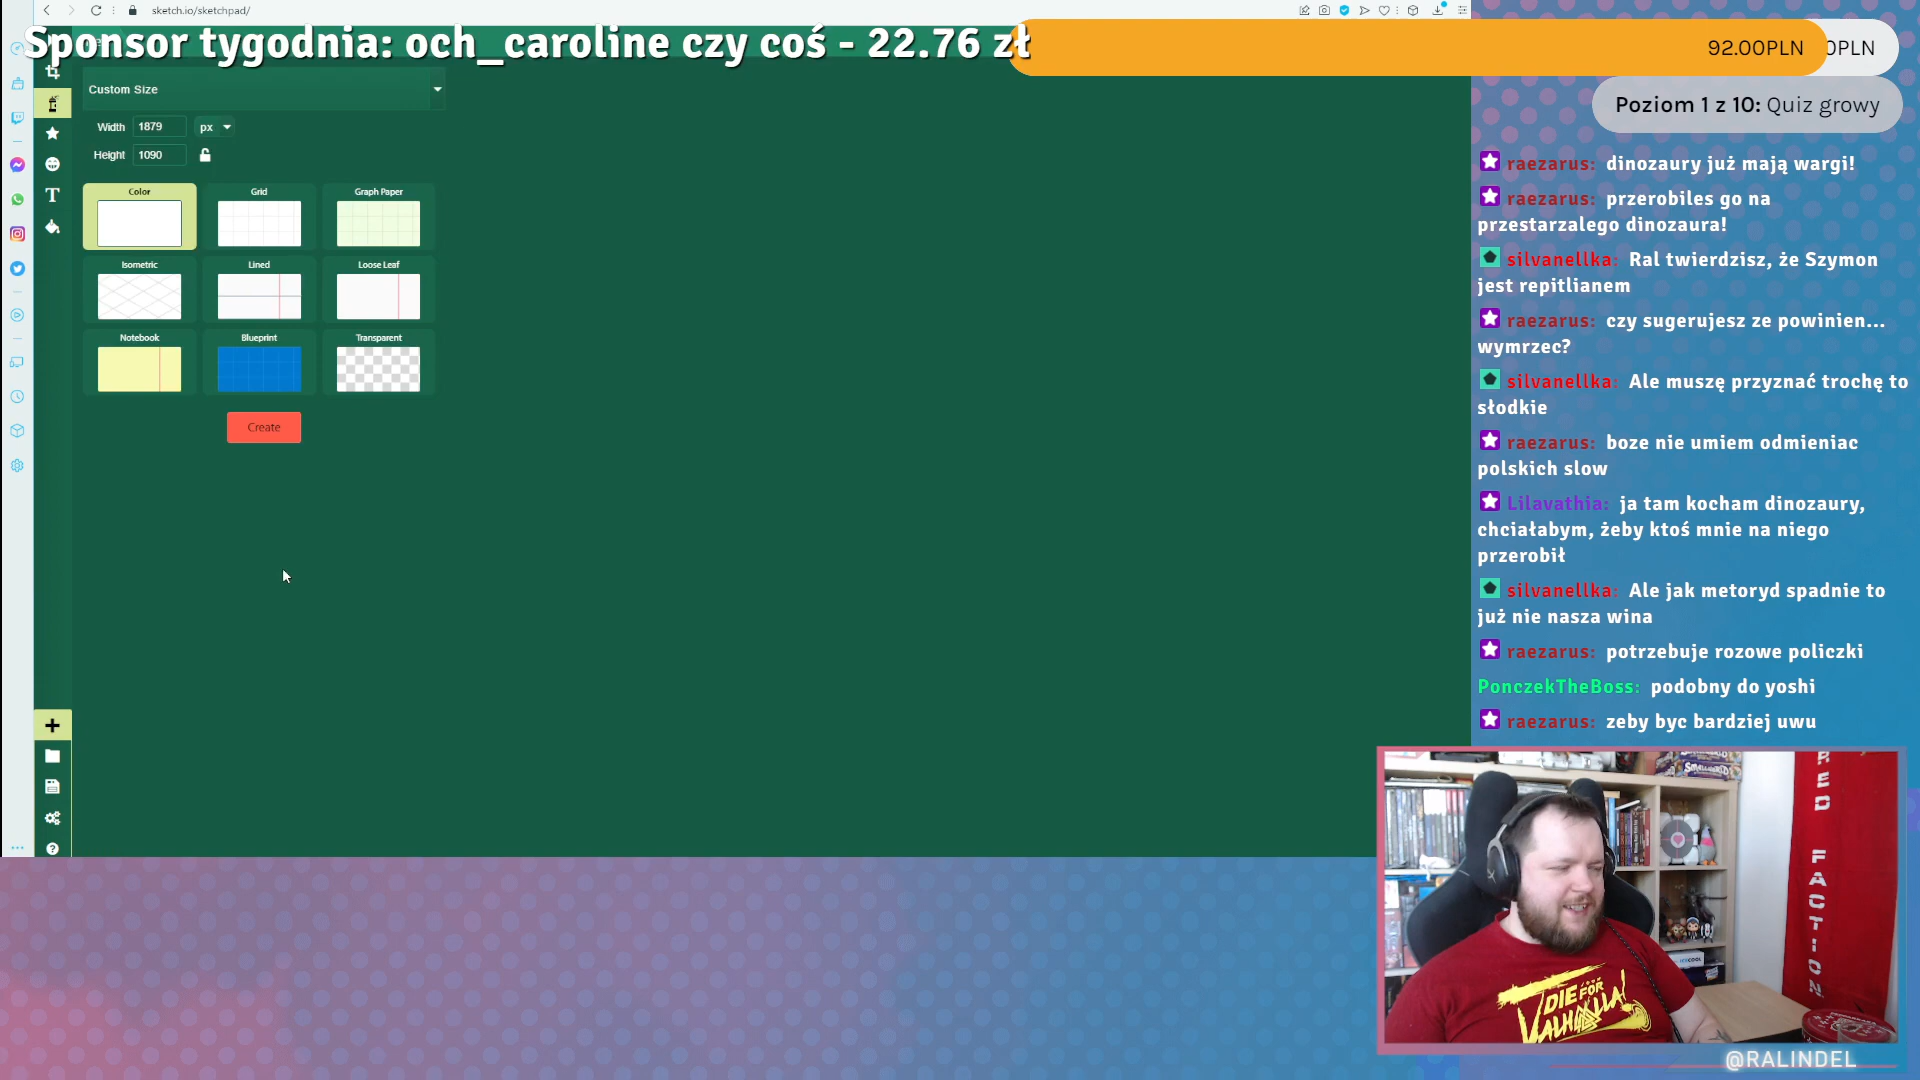 sketch.io/sketchpad/
Sponsor tygodnia: och_caroline czy coś - 22.76 zł
92.00PLN
0PLN
Poziom 1 z 10: Quiz growy
Custom Size
Width 1879 px
Height 1090
Color Grid Graph Paper
Isometric Lined Loose Leaf
Notebook Blueprint Transparent
Create
raezarus: dinozaury już mają wargi!
raezarus: przerobiles go na
przestarzalego dinozaura!
silvanellka: Ral twierdzisz, że Szymon
jest repitlianem
raezarus: czy sugerujesz ze powinien...
wymrzec?
silvanellka: Ale muszę przyznać trochę to
słodkie
raezarus: boze nie umiem odmieniac
polskich slow
Lilavathia: ja tam kocham dinozaury,
chciałabym, żeby ktoś mnie na niego
przerobił
silvanellka: Ale jak metoryd spadnie to
już nie nasza wina
raezarus: potrzebuje rozowe policzki
PonczekTheBoss: podobny do yoshi
raezarus: zeby byc bardziej uwu
RED FACTION
DIE FOR
VALHALLA!
@RALINDEL